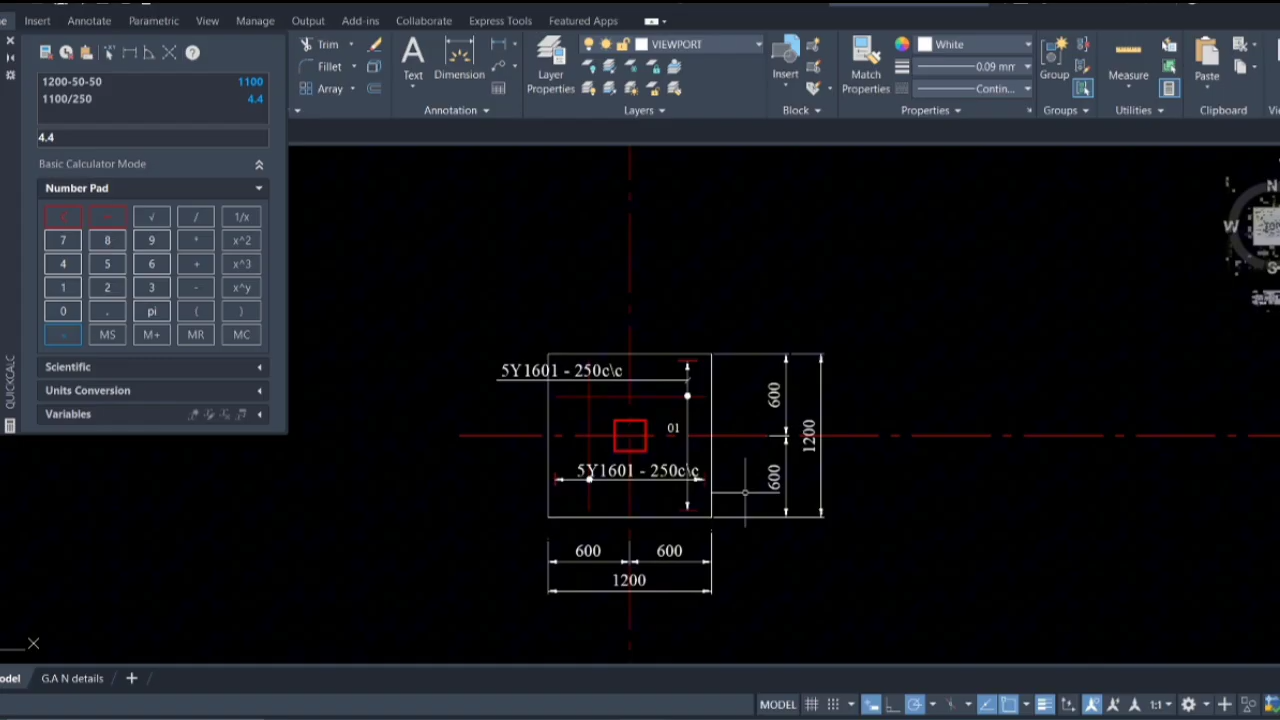 Insert Annotate Parametric View Manage Output Add-ins Collaborate Express Tools Featured Apps
Trim
Fillet
Array
Text
Dimension
Annotation
Layer
Properties
VIEWPORT
Layers
Insert
Block
Match
Properties
White
0.09 mm
Contin...
Properties
Group
Groups
Measure
Utilities
Paste
Clipboard
1200-50-50 1100
1100/250 4.4
4.4
Basic Calculator Mode
Number Pad
√ / 1/x
7 8 9 * x^2
4 5 6 + x^3
1 2 3 - x^y
0 . pi ( )
MS M+ MR MC
Scientific
Units Conversion
Variables
QUICKCALC
N
W
5Y1601 - 250c\c
01
5Y1601 - 250c\c
600
600
1200
600 600
1200
X
G.A N details +
MODEL 1:1